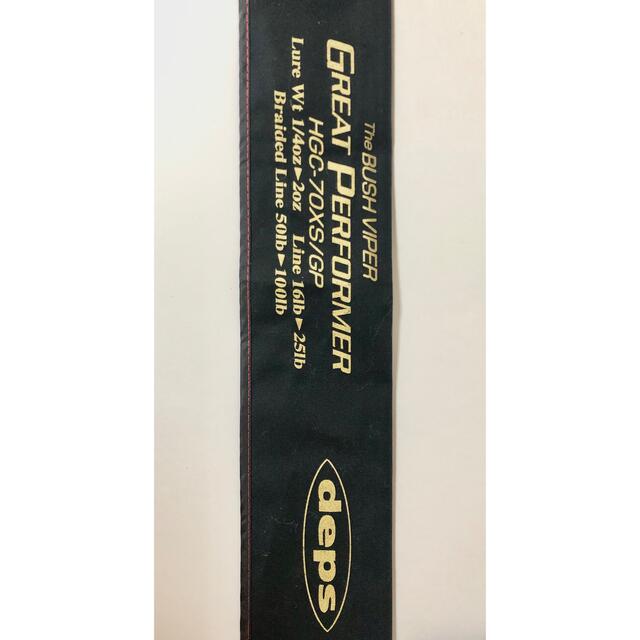 The BUSH VIPER
GREAT PERFORMER
HGC-70XS/GP
Lure Wt 1/4oz▶2oz Line 16lb▶25lb
Braided Line 50lb▶100lb
deps